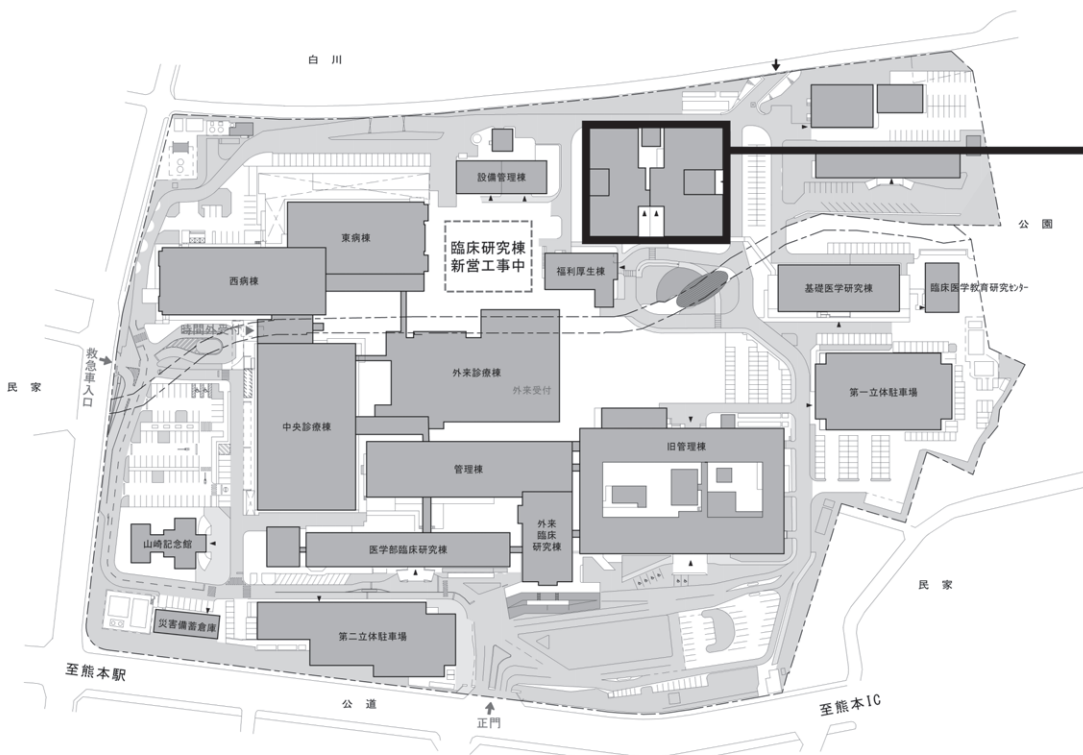 白川
設備管理棟
公園
東病棟
臨床研究棟
新営工事中
西病棟
福利厚生棟
基礎医学研究棟
臨床医学教育研究センター
時間外受付
救急車入口
民家
外来診療棟
外来受付
第一立体駐車場
中央診療棟
管理棟
旧管理棟
外来
臨床
研究棟
山崎記念館
医学部臨床研究棟
民家
災害備蓄倉庫
第二立体駐車場
至熊本駅
公道
正門
至熊本IC